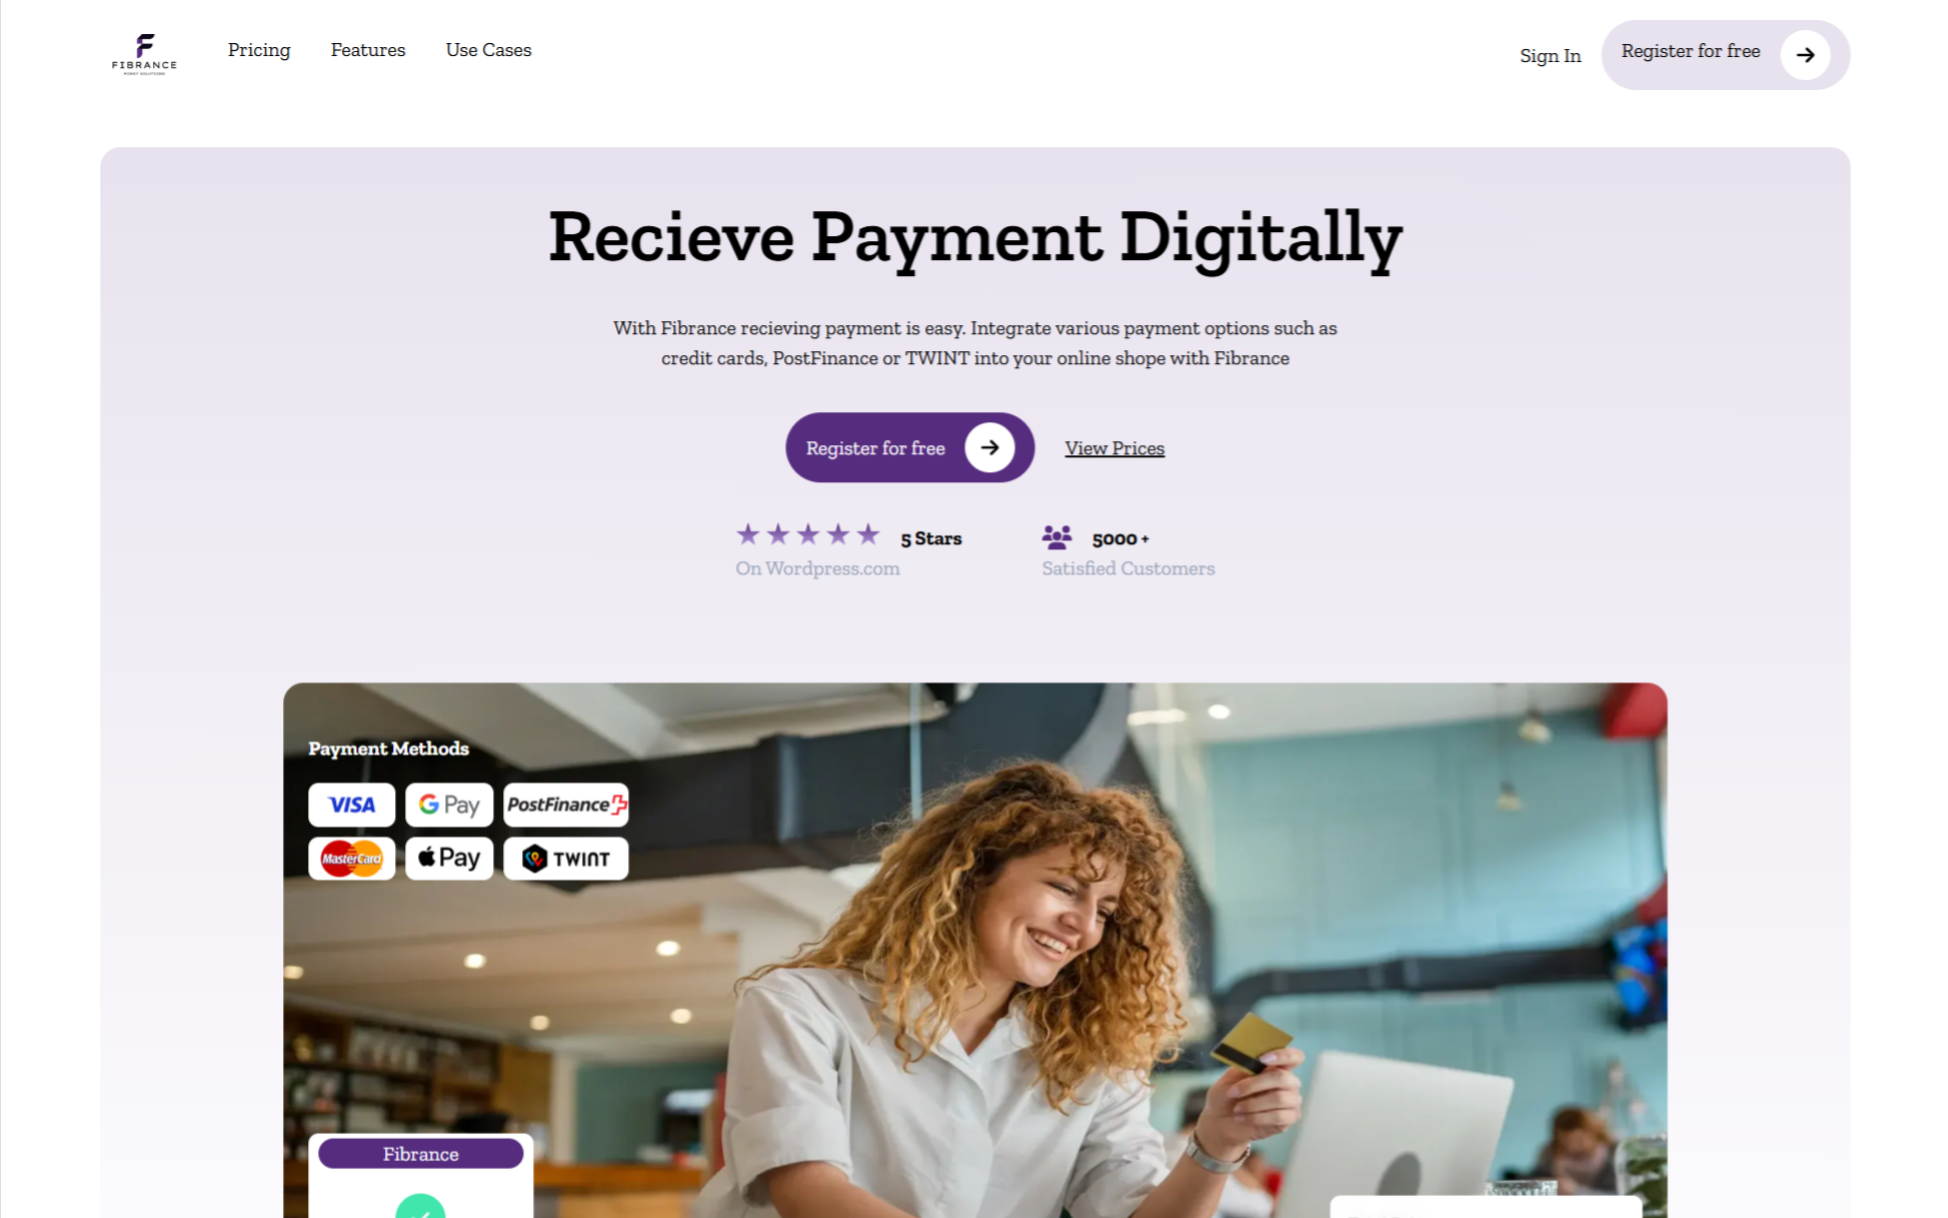 FIBRANCE
MONEY SOLUTIONS
Pricing
Features
Use Cases
Sign In
Register for free
Recieve Payment Digitally
With Fibrance recieving payment is easy. Integrate various payment options such as
credit cards, PostFinance or TWINT into your online shope with Fibrance
Register for free
View Prices
5 Stars
On Wordpress.com
5000 +
Satisfied Customers
Payment Methods
VISA
G Pay
PostFinance
MasterCard
Pay
TWINT
Fibrance